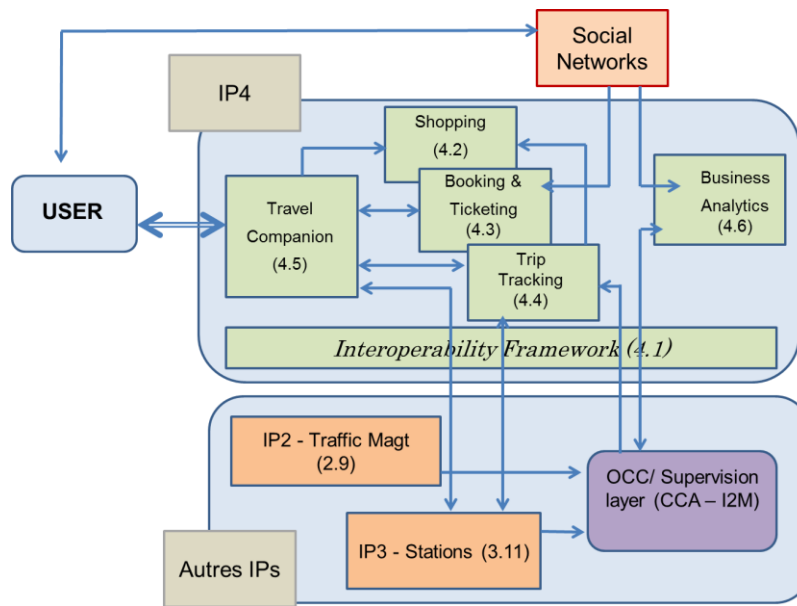 Social
Networks
IP4
Shopping
(4.2)
USER
Travel
Companion
(4.5)
Booking &
Ticketing
(4.3)
Business
Analytics
(4.6)
Trip
Tracking
(4.4)
Interoperability Framework (4.1)
IP2 - Traffic Magt
(2.9)
OCC/ Supervision
layer (CCA – I2M)
IP3 - Stations (3.11)
Autres IPs